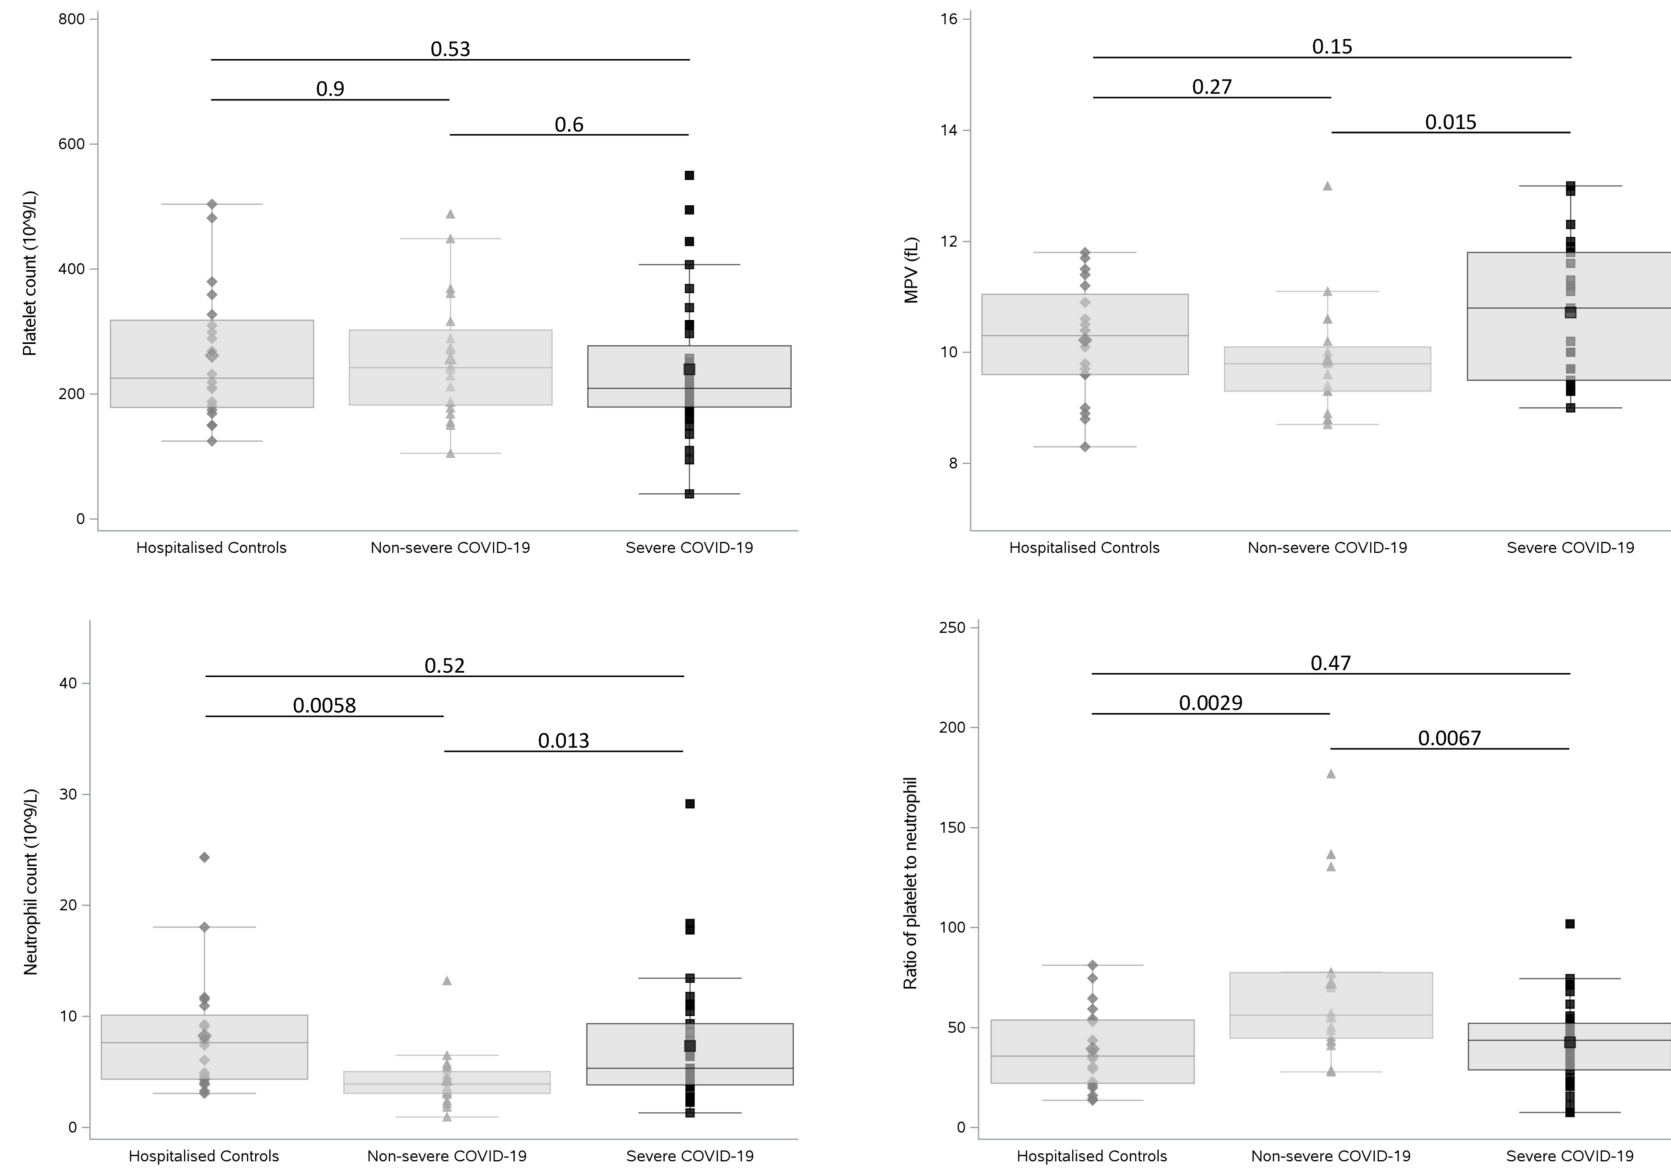 800
600
400
200
0
Platelet count (10^9/L)
0.53
0.9
0.6
Hospitalised Controls
Non-severe COVID-19
Severe COVID-19
16
14
12
10
8
MPV (fL)
0.15
0.27
0.015
Hospitalised Controls
Non-severe COVID-19
Severe COVID-19
40
30
20
10
0
Neutrophil count (10^9/L)
0.52
0.0058
0.013
Hospitalised Controls
Non-severe COVID-19
Severe COVID-19
250
200
150
100
50
0
Ratio of platelet to neutrophil
0.47
0.0029
0.0067
Hospitalised Controls
Non-severe COVID-19
Severe COVID-19